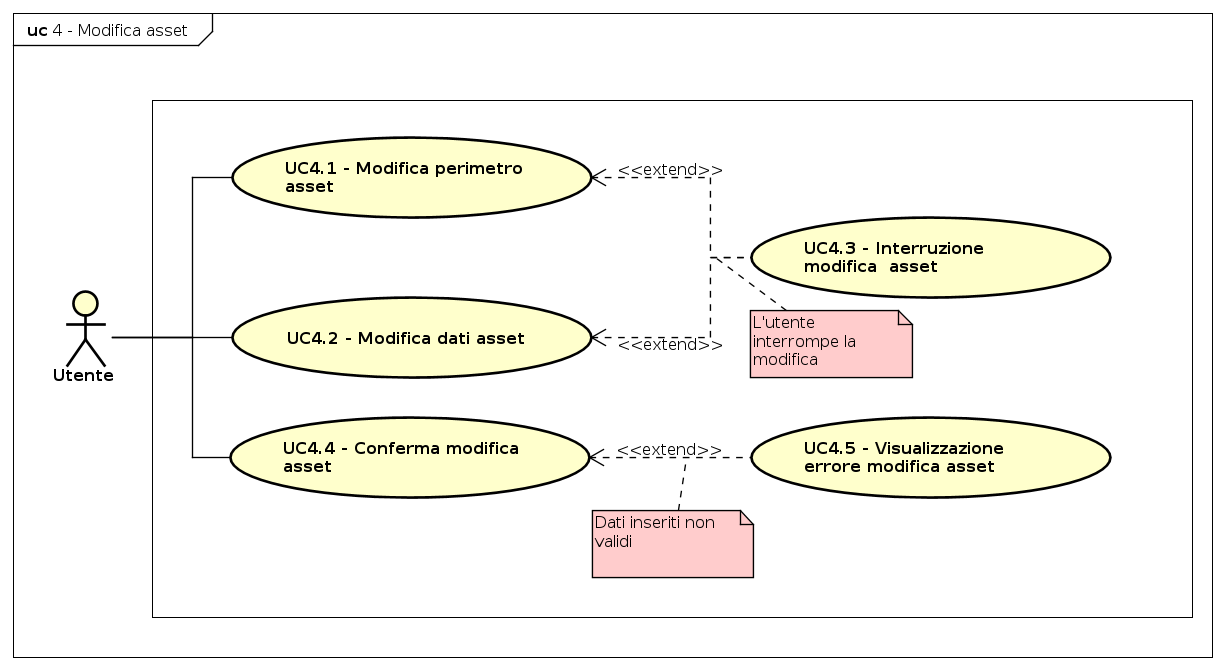 uc 4 - Modifica asset
UC4.1 - Modifica perimetro
asset
<<extend>>
UC4.3 - Interruzione
modifica  asset
L'utente
interrompe la
modifica
UC4.2 - Modifica dati asset
<<extend>>
Utente
UC4.4 - Conferma modifica
asset
<<extend>>
UC4.5 - Visualizzazione
errore modifica asset
Dati inseriti non
validi